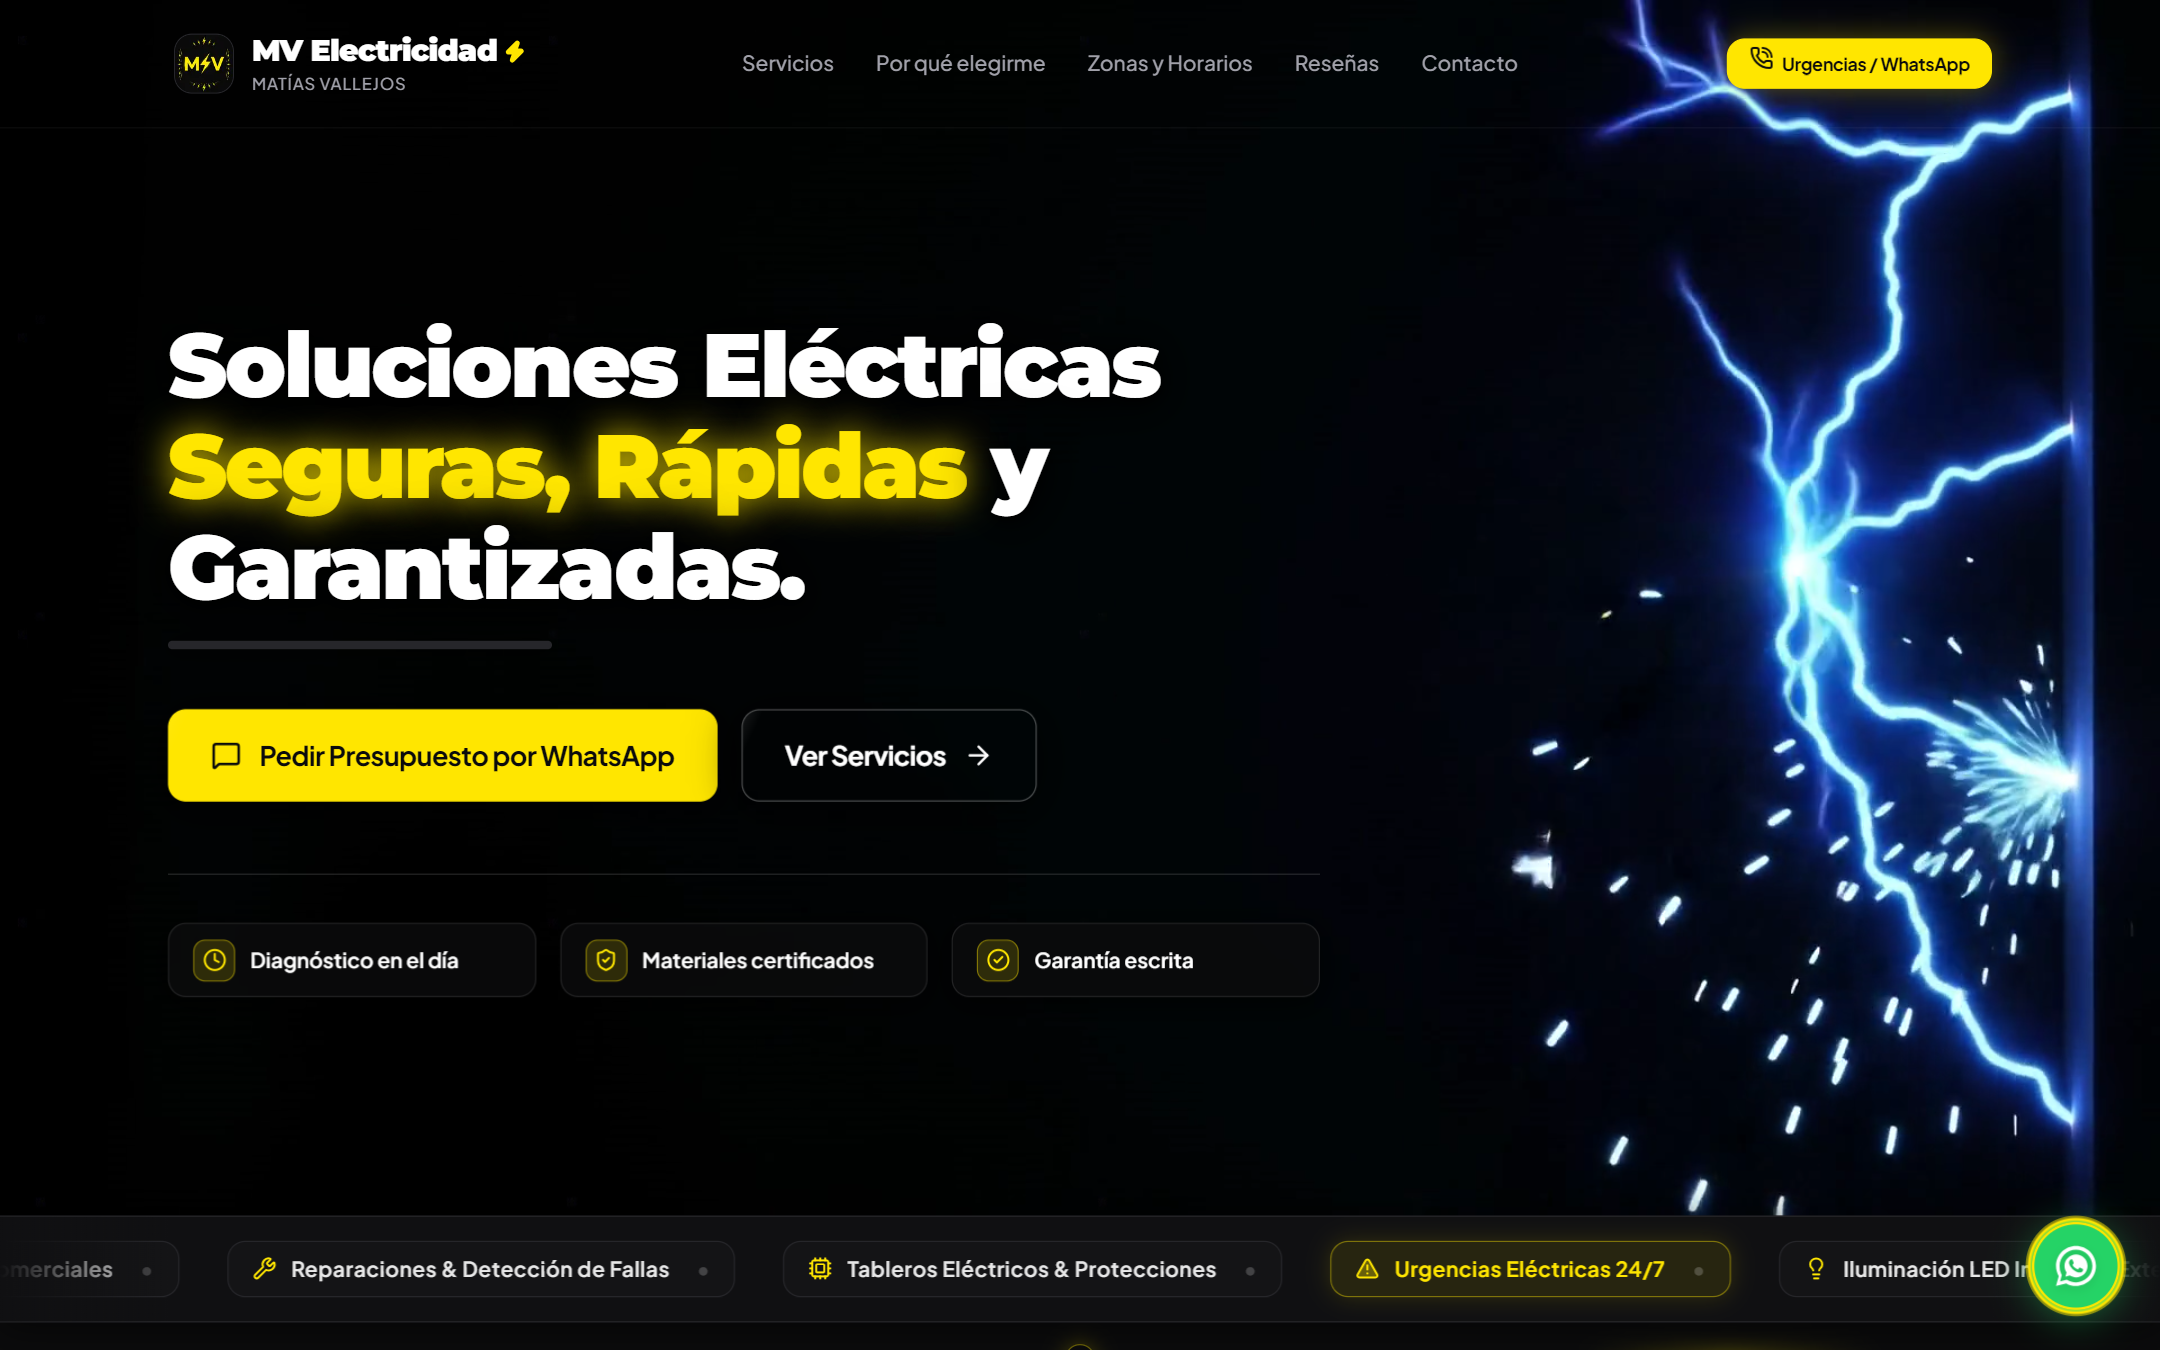 M⚡V
MV Electricidad
MATÍAS VALLEJOS
Servicios
Por qué elegirme
Zonas y Horarios
Reseñas
Contacto
Urgencias / WhatsApp
Soluciones Eléctricas
Seguras, Rápidas y
Garantizadas.
Pedir Presupuesto por WhatsApp
Ver Servicios
Diagnóstico en el día
Materiales certificados
Garantía escrita
omerciales
Reparaciones & Detección de Fallas
Tableros Eléctricos & Protecciones
Urgencias Eléctricas 24/7
Iluminación LED